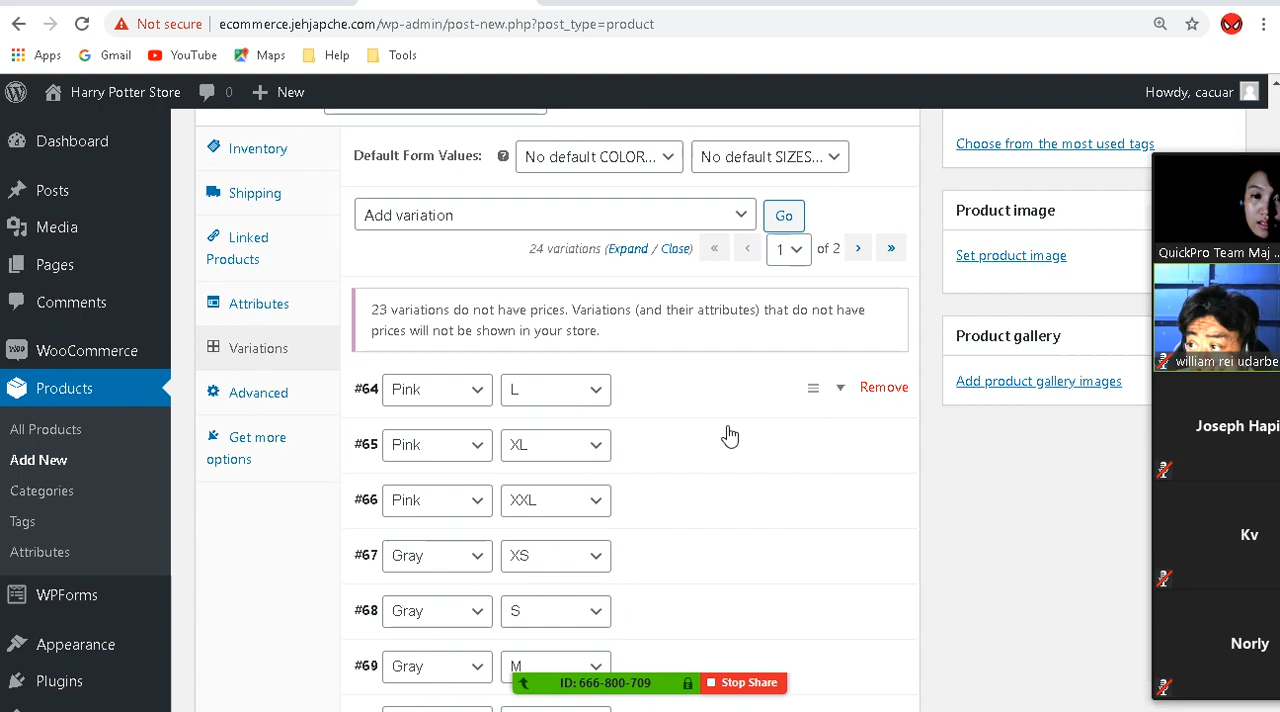 Not secure
ecommerce.jehjapche.com/wp-admin/post-new.php?post_type=product
Apps
Gmail
YouTube
Maps
Help
Tools
Harry Potter Store
0
New
Howdy, cacuar
Dashboard
Posts
Media
Pages
Comments
WooCommerce
Products
All Products
Add New
Categories
Tags
Attributes
WPForms
Appearance
Plugins
Inventory
Shipping
Linked
Products
Attributes
Variations
Advanced
Get more
options
Default Form Values:
No default COLOR...
No default SIZES...
Add variation
Go
24 variations (Expand / Close)
«
‹
1
of 2
›
»
23 variations do not have prices. Variations (and their attributes) that do not have
prices will not be shown in your store.
#64 Pink L
Remove
#65 Pink XL
#66 Pink XXL
#67 Gray XS
#68 Gray S
#69 Gray M
ID: 666-800-709
Stop Share
Choose from the most used tags
Product image
Set product image
Product gallery
Add product gallery images
QuickPro Team Maj ...
william rei udarbe
Joseph Hapi
Kv
Norly